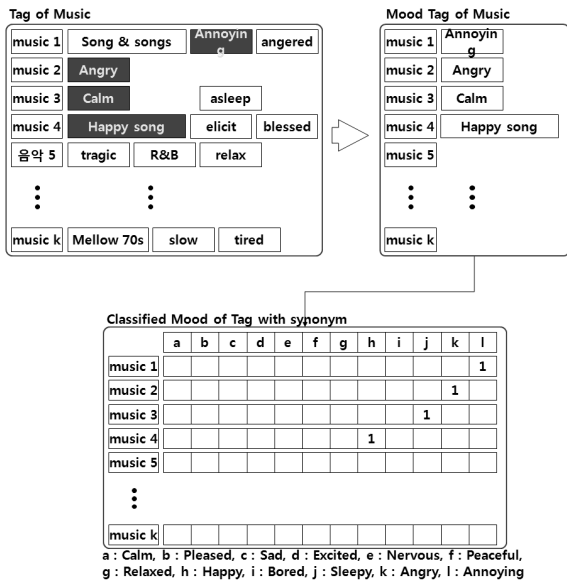 Tag of Music
music 1 Song & songs Annoyin angered
g
music 2 Angry
music 3 Calm asleep
music 4 Happy song elicit blessed
음악 5 tragic R&B relax
music k Mellow 70s slow tired
Mood Tag of Music
music 1 Annoyin
g
music 2 Angry
music 3 Calm
music 4 Happy song
music 5
music k
Classified Mood of Tag with synonym
a b c d e f g h i j k l
music 1 1
music 2 1
music 3 1
music 4 1
music 5
music k
a : Calm, b : Pleased, c : Sad, d : Excited, e : Nervous, f : Peaceful,
g : Relaxed, h : Happy, i : Bored, j : Sleepy, k : Angry, l : Annoying